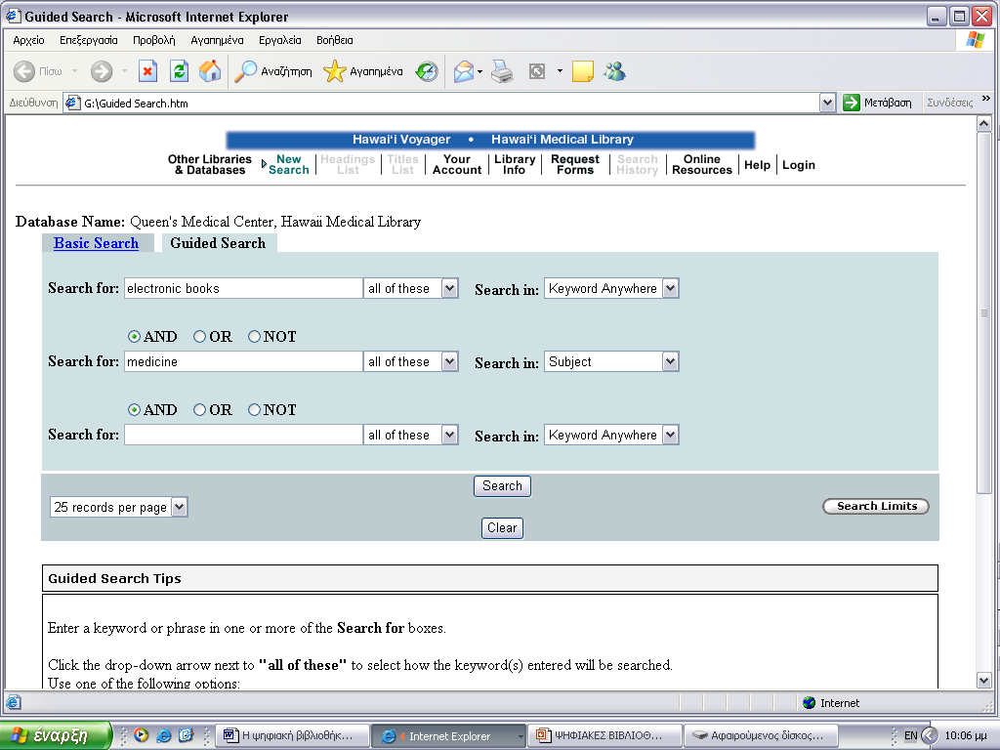 Guided Search - Microsoft Internet Explorer
Αρχείο Επεξεργασία Προβολή Αγαπημένα Εργαλεία Βοήθεια
Πίσω Αναζήτηση Αγαπημένα
Διεύθυνση G:\Guided Search.htm Μετάβαση Συνδέσεις »
Hawai‘i Voyager • Hawai‘i Medical Library
Other Libraries & Databases New Search Headings List Titles List Your Account Library Info Request Forms Search History Online Resources Help Login
Database Name: Queen's Medical Center, Hawaii Medical Library
Basic Search Guided Search
Search for: electronic books all of these Search in: Keyword Anywhere
AND OR NOT
Search for: medicine all of these Search in: Subject
AND OR NOT
Search for: all of these Search in: Keyword Anywhere
Search
25 records per page Search Limits
Clear
Guided Search Tips
Enter a keyword or phrase in one or more of the Search for boxes.
Click the drop-down arrow next to "all of these" to select how the keyword(s) entered will be searched.
Use one of the following options:
Internet
έναρξη Η ψηφιακή βιβλιοθήκ... 4 Internet Explorer ΨΗΦΙΑΚΕΣ ΒΙΒΛΙΟΘ... Αφαιρούμενος δίσκος... EN 10:06 μμ